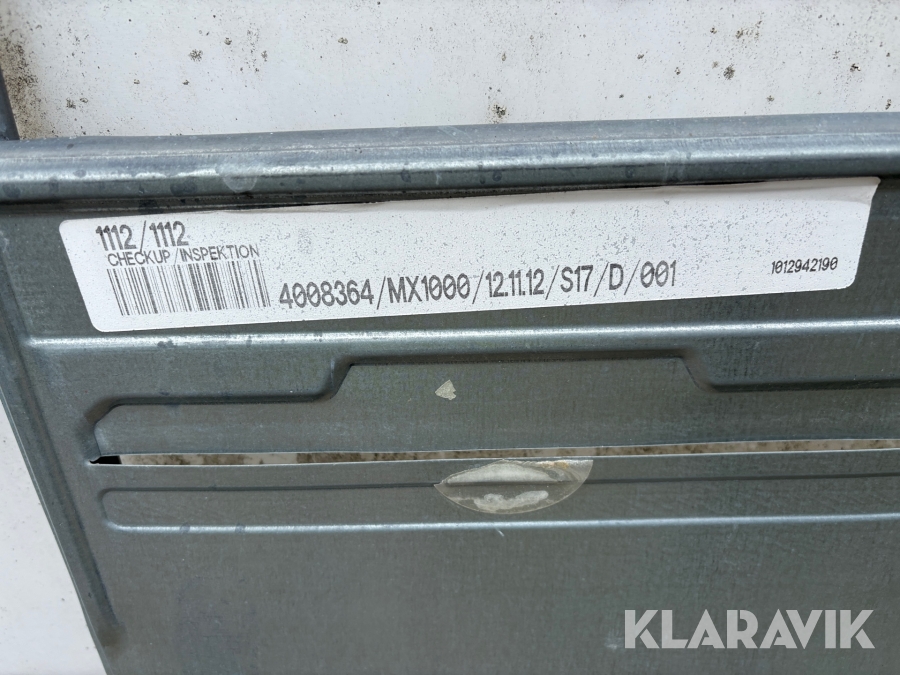 1112/1112
CHECKUP/INSPEKTION
4008364/MX1000/12.11.12/S17/D/001
1012942190
KLARAVIK